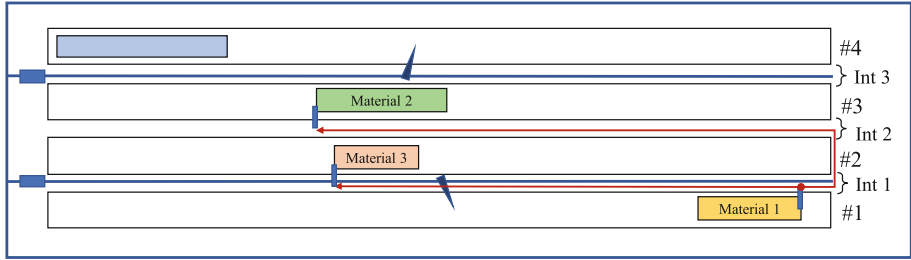 #4
Int 3
Material 2
#3
Int 2
Material 3
#2
Int 1
Material 1
#1